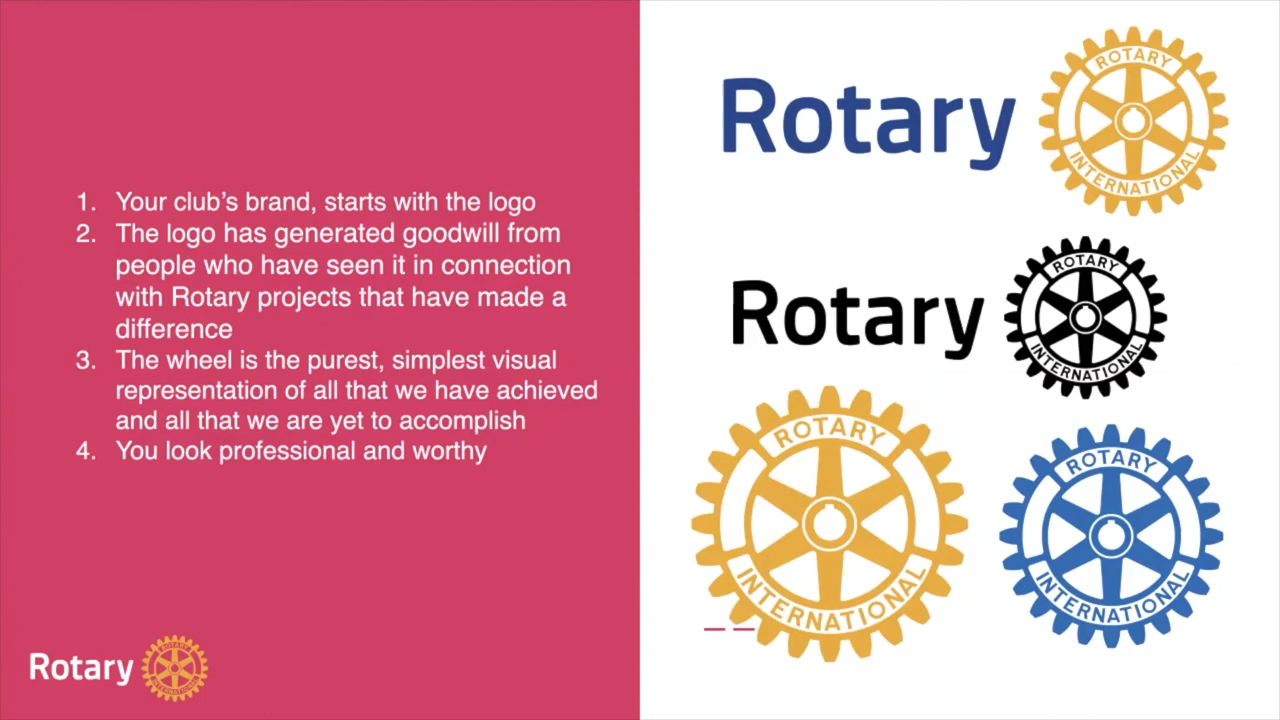 1. Your club’s brand, starts with the logo
2. The logo has generated goodwill from
people who have seen it in connection
with Rotary projects that have made a
difference
3. The wheel is the purest, simplest visual
representation of all that we have achieved
and all that we are yet to accomplish
4. You look professional and worthy
Rotary
ROTARY
INTERNATIONAL
Rotary
ROTARY
INTERNATIONAL
Rotary
ROTARY
INTERNATIONAL
ROTARY
INTERNATIONAL
ROTARY
INTERNATIONAL